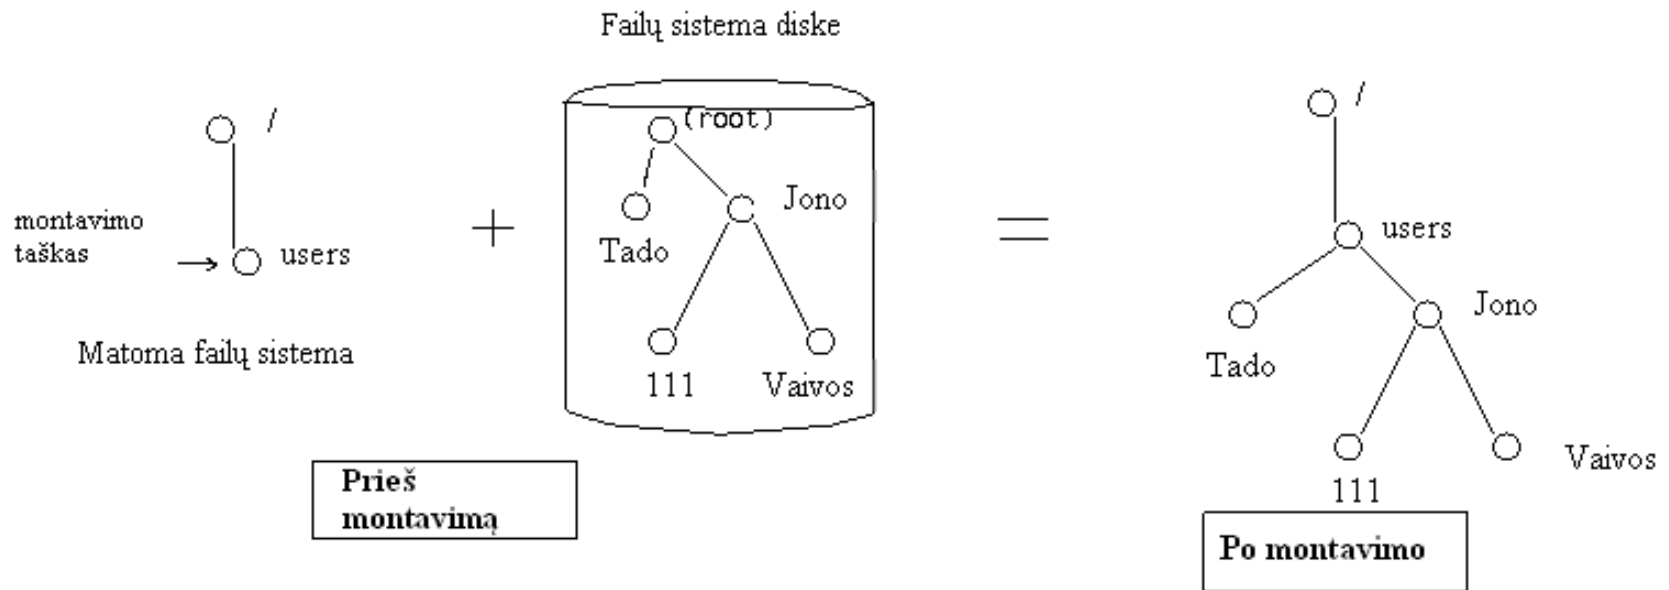 Failų sistema diske
/
montavimo
taškas
users
Matoma failų sistema
+
(root)
Jono
Tado
111
Vaivos
=
/
users
Jono
Tado
Vaivos
111
Prieš
montavimą
Po montavimo